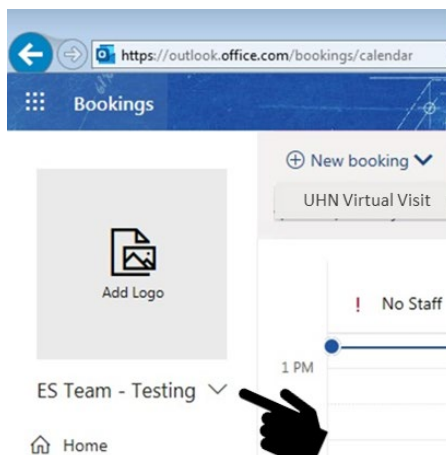 https://outlook.office.com/bookings/calendar
Bookings
New booking
UHN Virtual Visit
Add Logo
! No Staff
1 PM
ES Team - Testing
Home